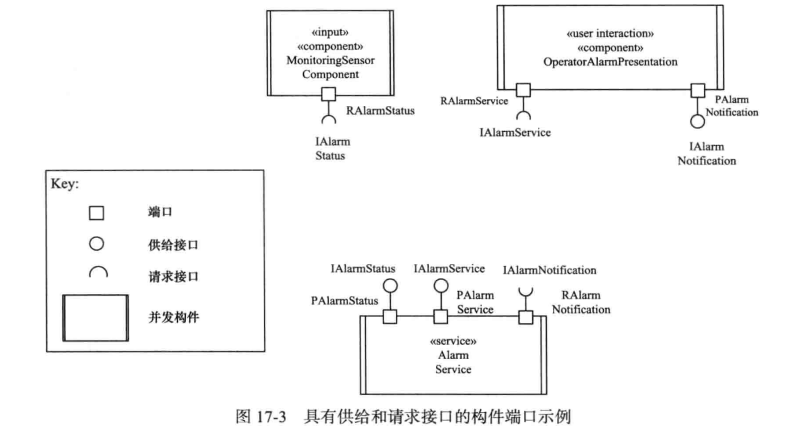 «input»
«component»
MonitoringSensor
Component
RAlarmStatus
IAlarm
Status
«user interaction»
«component»
OperatorAlarmPresentation
RAlarmService
IAlarmService
PAlarm
Notification
IAlarm
Notification
Key:
端口
供给接口
请求接口
并发构件
IAlarmStatus
IAlarmService
IAlarmNotification
PAlarmStatus
PAlarm
Service
RAlarm
Notification
«service»
Alarm
Service
图 17-3 具有供给和请求接口的构件端口示例